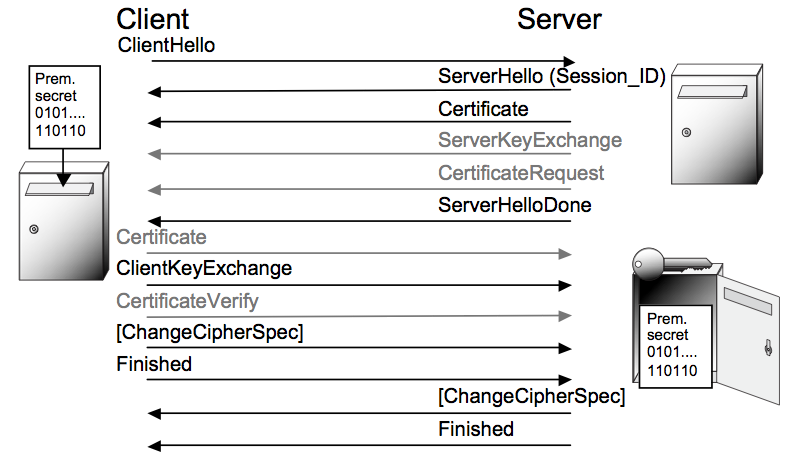 Client
Server
ClientHello
Prem.
secret
0101....
110110
ServerHello (Session_ID)
Certificate
ServerKeyExchange
CertificateRequest
ServerHelloDone
Certificate
ClientKeyExchange
CertificateVerify
[ChangeCipherSpec]
Finished
Prem.
secret
0101....
110110
[ChangeCipherSpec]
Finished